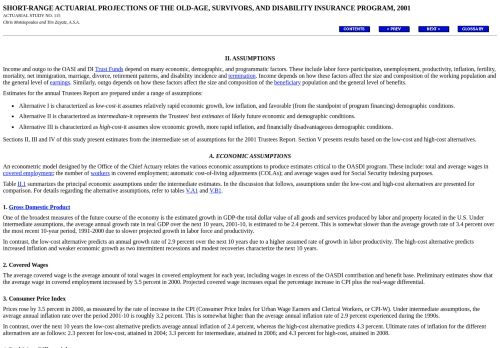 SHORT-RANGE ACTUARIAL PROJECTIONS OF THE OLD-AGE, SURVIVORS, AND DISABILITY INSURANCE PROGRAM, 2001
ACTUARIAL STUDY NO. 115
Chris Motsiopoulos and Tim Zayatz, A.S.A.
CONTENTS < PREV NEXT > GLOSSARY
II. ASSUMPTIONS
Income and outgo to the OASI and DI Trust Funds depend on many economic, demographic, and programmatic factors. These include labor force participation, unemployment, productivity, inflation, fertility,
mortality, net immigration, marriage, divorce, retirement patterns, and disability incidence and termination. Income depends on how these factors affect the size and composition of the working population and
the general level of earnings. Similarly, outgo depends on how these factors affect the size and composition of the beneficiary population and the general level of benefits.
Estimates for the annual Trustees Report are prepared under a range of assumptions:
Alternative I is characterized as low-cost-it assumes relatively rapid economic growth, low inflation, and favorable (from the standpoint of program financing) demographic conditions.
Alternative II is characterized as intermediate-it represents the Trustees' best estimates of likely future economic and demographic conditions.
Alternative III is characterized as high-cost-it assumes slow economic growth, more rapid inflation, and financially disadvantageous demographic conditions.
Sections II, III and IV of this study present estimates from the intermediate set of assumptions for the 2001 Trustees Report. Section V presents results based on the low-cost and high-cost alternatives.
A. ECONOMIC ASSUMPTIONS
An econometric model designed by the Office of the Chief Actuary relates the various economic assumptions to produce estimates critical to the OASDI program. These include: total and average wages in
covered employment; the number of workers in covered employment; automatic cost-of-living adjustments (COLAs); and average wages used for Social Security indexing purposes.
Table II.1 summarizes the principal economic assumptions under the intermediate estimates. In the discussion that follows, assumptions under the low-cost and high-cost alternatives are presented for
comparison. For details regarding the alternative assumptions, refer to tables V.A1 and V.B1.
1. Gross Domestic Product
One of the broadest measures of the future course of the economy is the estimated growth in GDP-the total dollar value of all goods and services produced by labor and property located in the U.S. Under
intermediate assumptions, the average annual growth rate in real GDP over the next 10 years, 2001-10, is estimated to be 2.4 percent. This is somewhat slower than the average growth rate of 3.4 percent over
the most recent 10-year period, 1991-2000 due to slower projected growth in labor force and productivity.
In contrast, the low-cost alternative predicts an annual growth rate of 2.9 percent over the next 10 years due to a higher assumed rate of growth in labor productivity. The high-cost alternative predicts
increased inflation and weaker economic growth as two intermittent recessions and modest recoveries characterize the next 10 years.
2. Covered Wages
The average covered wage is the average amount of total wages in covered employment for each year, including wages in excess of the OASDI contribution and benefit base. Preliminary estimates show that
the average wage in covered employment increased by 5.5 percent in 2000. Projected covered wage increases equal the percentage increase in CPI plus the real-wage differential.
3. Consumer Price Index
Prices rose by 3.5 percent in 2000, as measured by the rate of increase in the CPI (Consumer Price Index for Urban Wage Earners and Clerical Workers, or CPI-W). Under intermediate assumptions, the
average annual inflation rate over the period 2001-10 is roughly 3.2 percent. This is somewhat higher than the average annual inflation rate of 2.9 percent experienced during the 1990s.
In contrast, over the next 10 years the low-cost alternative predicts average annual inflation of 2.4 percent, whereas the high-cost alternative predicts 4.3 percent. Ultimate rates of inflation for the different
alternatives are as follows: 2.3 percent for low-cost, attained in 2004; 3.3 percent for intermediate, attained in 2006; and 4.3 percent for high-cost, attained in 2008.